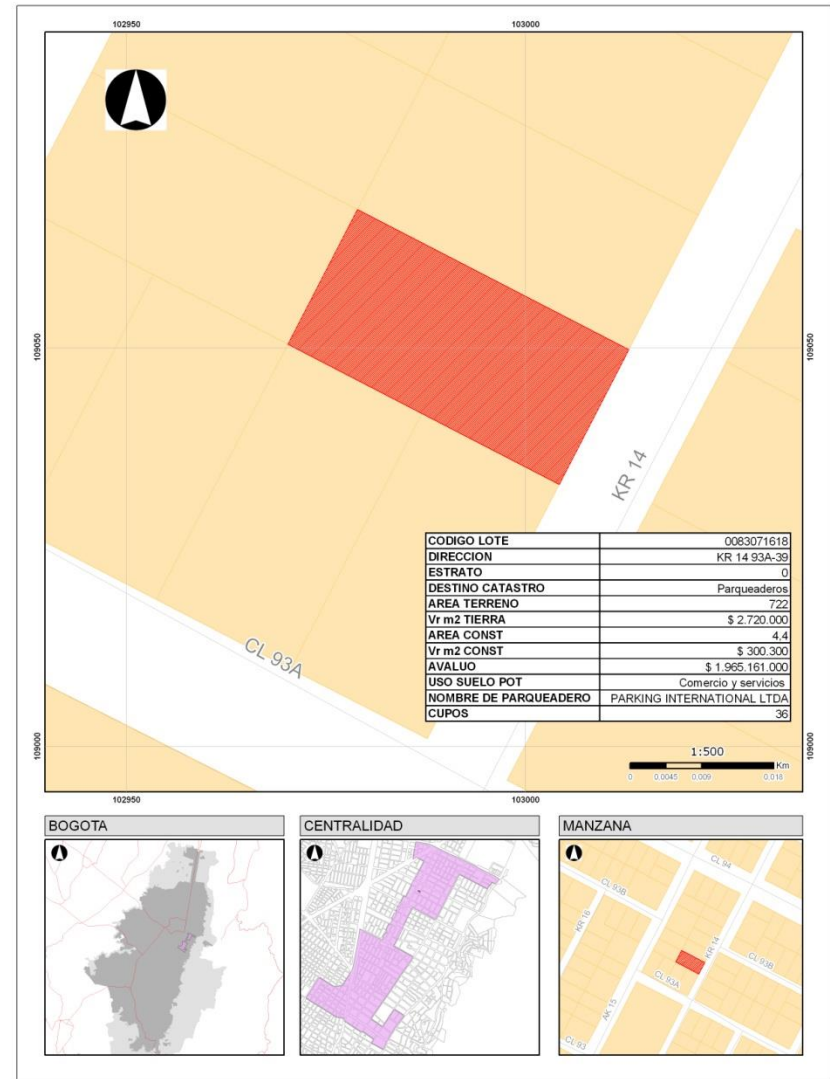 102950 103000
109050 109050
KR 14
CODIGO LOTE 0083071618
DIRECCION KR 14 93A-39
ESTRATO 0
DESTINO CATASTRO Parqueaderos
AREA TERRENO 722
Vr m2 TIERRA $ 2.720.000
AREA CONST 4,4
Vr m2 CONST $ 300.300
AVALUO $ 1.965.161.000
USO SUELO POT Comercio y servicios
NOMBRE DE PARQUEADERO PARKING INTERNATIONAL LTDA
CUPOS 36
CL 93A
109000 109000
1:500
Km
0 0.0045 0.009 0.018
102950 103000
BOGOTA
CENTRALIDAD
MANZANA
CL 94
CL 93B
KR 16
KR 14
CL 93B
CL 93A
AK 15
CL 93